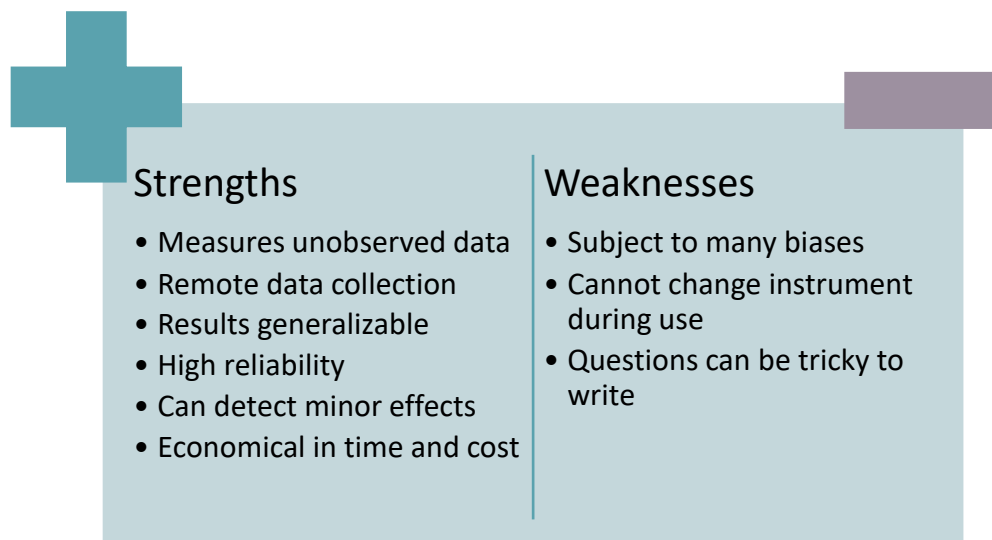 Strengths
• Measures unobserved data
• Remote data collection
• Results generalizable
• High reliability
• Can detect minor effects
• Economical in time and cost
Weaknesses
• Subject to many biases
• Cannot change instrument
during use
• Questions can be tricky to
write